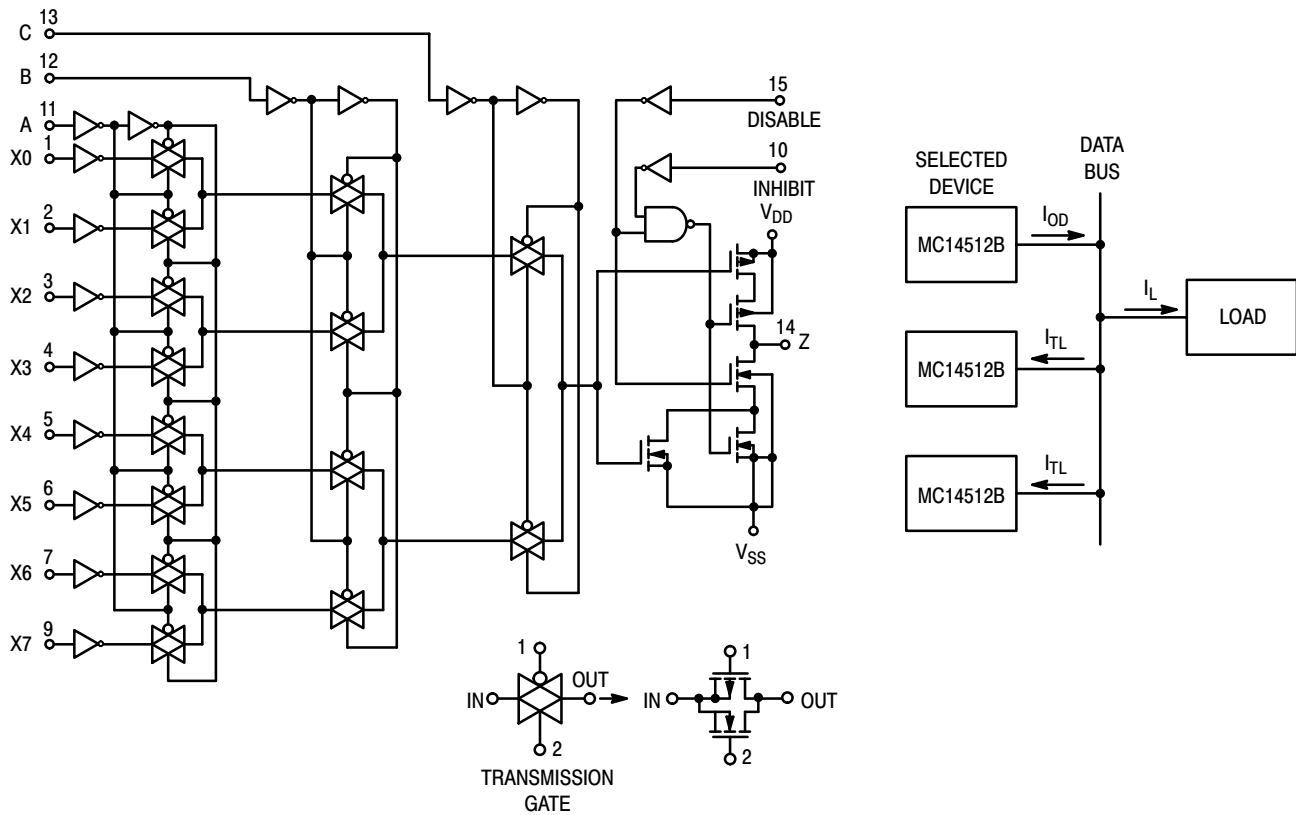 C 13
B 12
A 11
X0 1
X1 2
X2 3
X3 4
X4 5
X5 6
X6 7
X7 9
15
DISABLE
10
INHIBIT
VDD
14 Z
VSS
1
IN
OUT
2
TRANSMISSION
GATE
1
IN
OUT
2
SELECTED
DEVICE
DATA
BUS
MC14512B
IOD
MC14512B
ITL
MC14512B
ITL
IL
LOAD